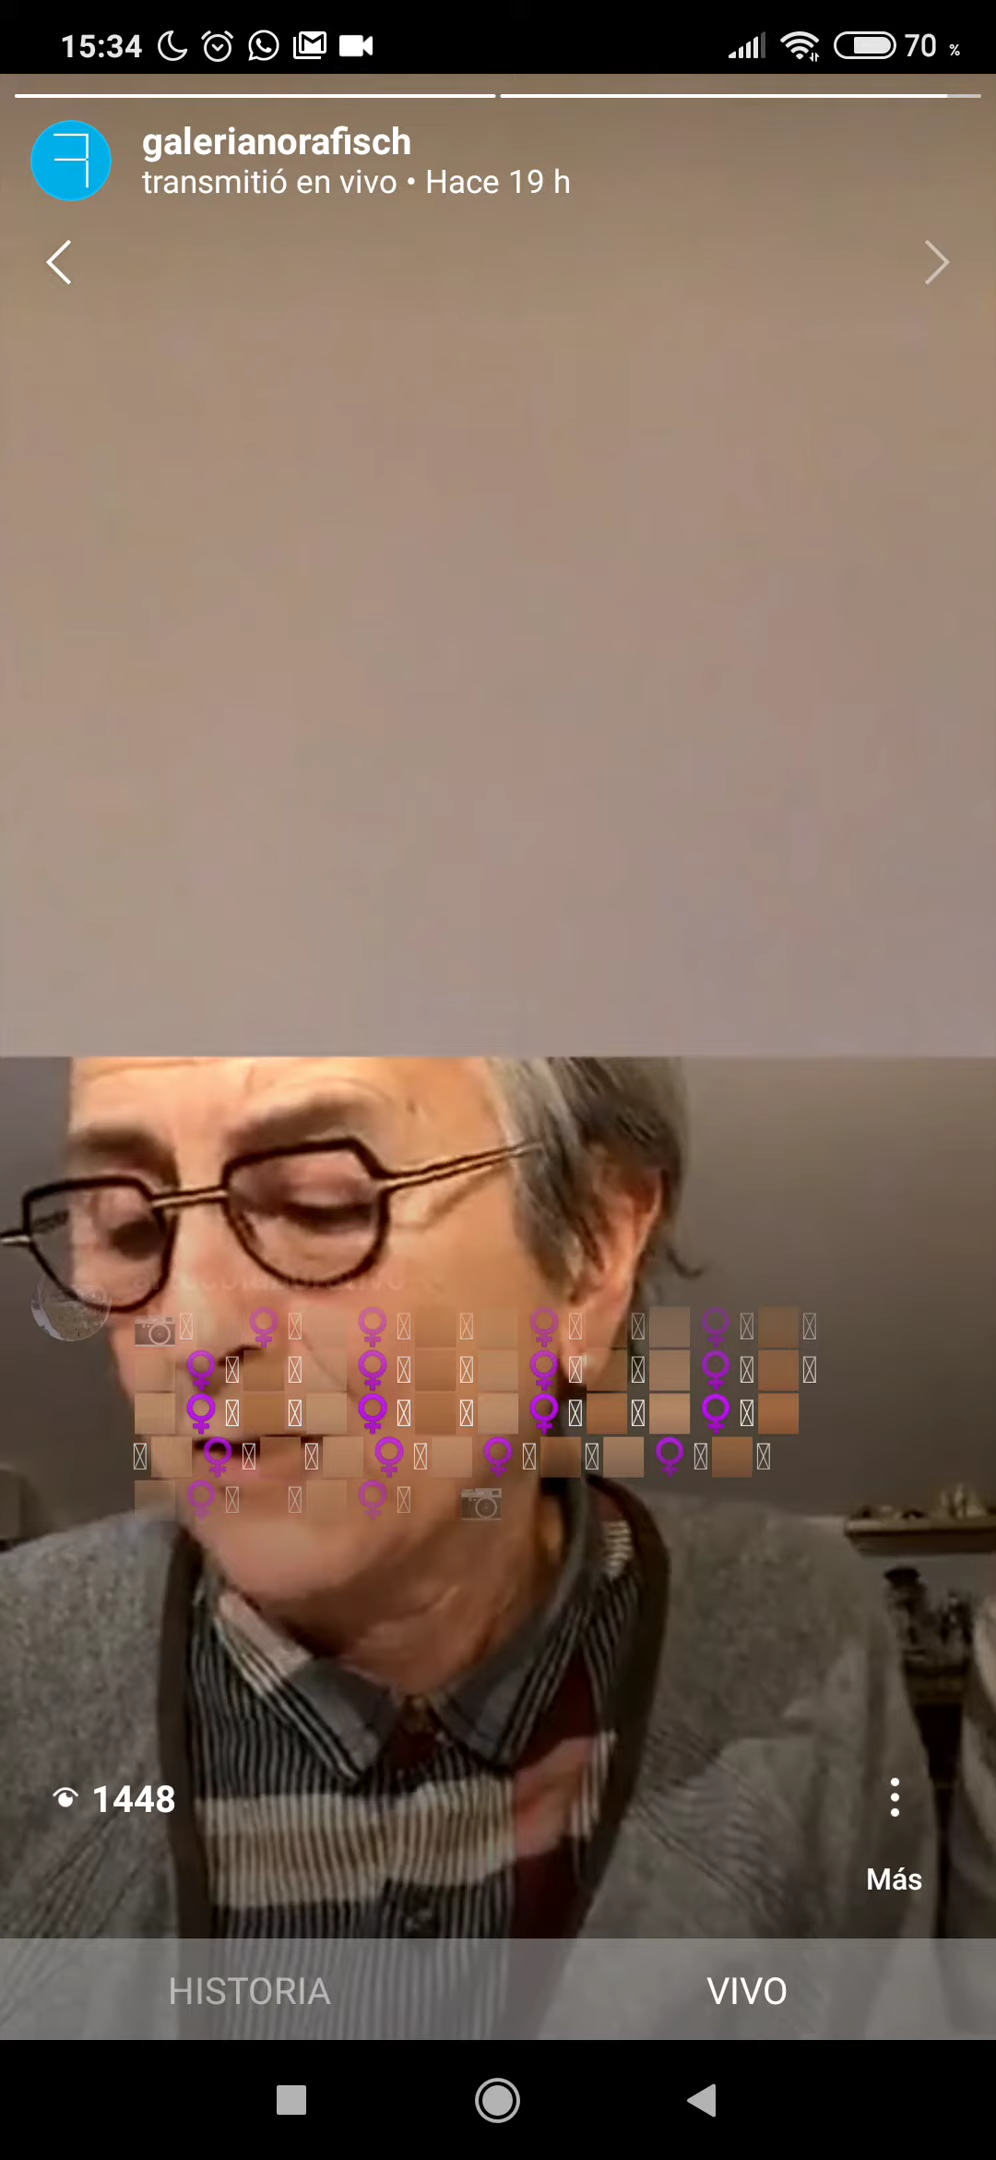 15:34
70 %
galerianorafisch
transmitió en vivo • Hace 19 h
1448
Más
HISTORIA
VIVO